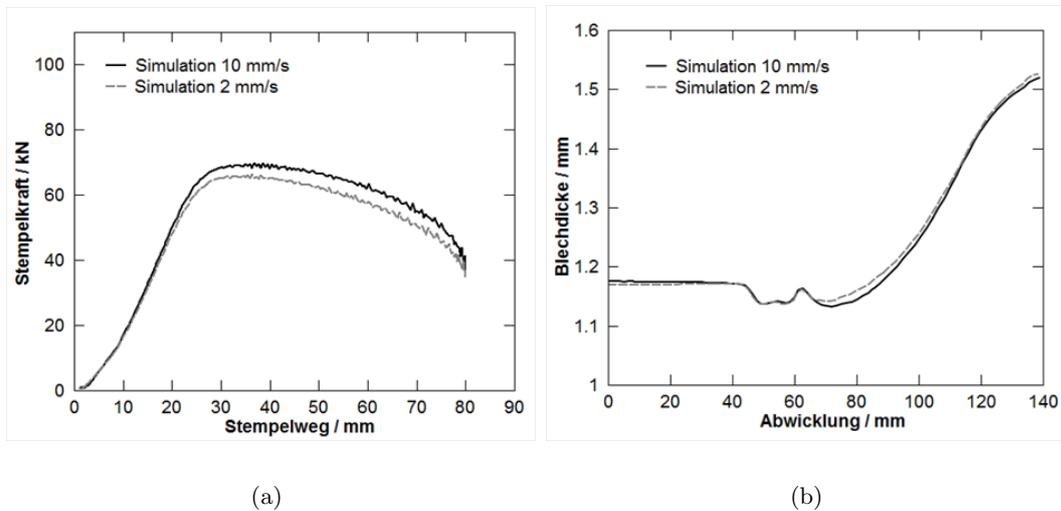 100
80
60
40
20
0
Stempelkraft / kN
Simulation 10 mm/s
Simulation 2 mm/s
0 10 20 30 40 50 60 70 80 90
Stempelweg / mm
(a)
1.6
1.5
1.4
1.3
1.2
1.1
1
Blechdicke / mm
Simulation 10 mm/s
Simulation 2 mm/s
0 20 40 60 80 100 120 140
Abwicklung / mm
(b)